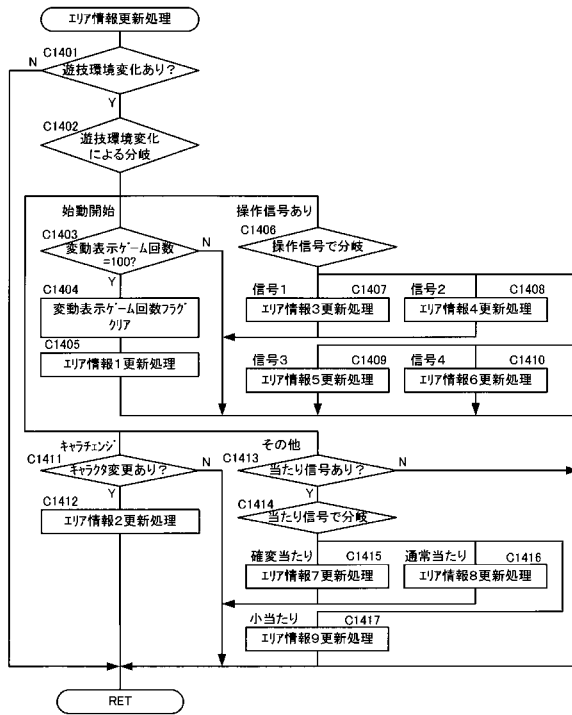 エリア情報更新処理
C1401
N
遊技環境変化あり?
Y
C1402
遊技環境変化
による分岐
始動開始
操作信号あり
C1403
N
変動表示ゲーム回数
=100?
Y
C1406
操作信号で分岐
C1404
変動表示ゲーム回数フラグ
クリア
信号1
C1407
エリア情報3更新処理
信号2
C1408
エリア情報4更新処理
C1405
エリア情報1更新処理
信号3
C1409
エリア情報5更新処理
信号4
C1410
エリア情報6更新処理
キャラチェンジ
その他
C1411
N
キャラクタ変更あり?
Y
C1413
N
当たり信号あり?
Y
C1412
エリア情報2更新処理
C1414
当たり信号で分岐
確変当たり
C1415
エリア情報7更新処理
通常当たり
C1416
エリア情報8更新処理
小当たり
C1417
エリア情報9更新処理
RET